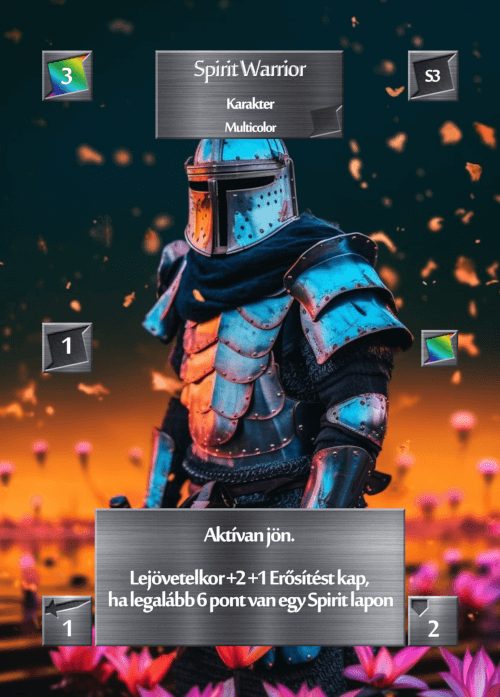 3
Spirit Warrior
S3
Karakter
Multicolor
1
Aktívan jön.
Lejövetelkor +2 +1 Erősítést kap,
ha legalább 6 pont van egy Spirit lapon
1
2